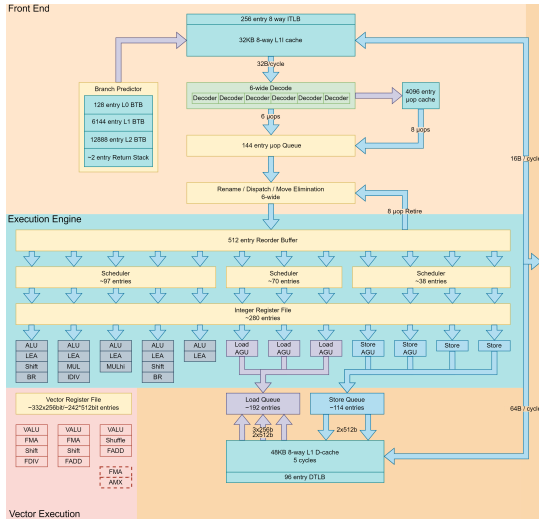 Front End
256 entry 8 way ITLB
32KB 8-way L1I cache
32B/cycle
Branch Predictor
128 entry L0 BTB
6144 entry L1 BTB
12888 entry L2 BTB
~2 entry Return Stack
6-wide Decode
Decoder Decoder Decoder Decoder Decoder Decoder
4096 entry
μop cache
6 μops
8 μops
144 entry μop Queue
16B / cycle
Rename / Dispatch / Move Elimination
6-wide
8 μop Retire
Execution Engine
512 entry Reorder Buffer
Scheduler
~97 entries
Scheduler
~70 entries
Scheduler
~38 entries
Integer Register File
~280 entries
ALU ALU ALU ALU ALU Load Load Load Store Store Store Store
LEA LEA LEA LEA LEA AGU AGU AGU AGU AGU
Shift MUL MULhi Shift
BR IDIV BR
Vector Register File
~332x256bit/~242*512bit entries
Load Queue
~192 entries
Store Queue
~114 entries
64B / cycle
3x256b
2x512b
2x512b
VALU VALU VALU
FMA FMA Shuffle
Shift Shift FADD
FDIV FADD
FMA
AMX
48KB 8-way L1 D-cache
5 cycles
96 entry DTLB
Vector Execution